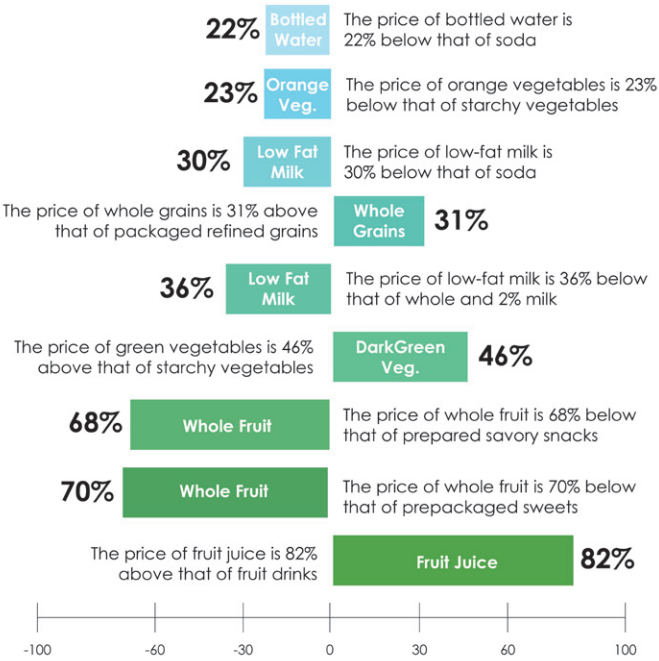 22%
Bottled
Water
The price of bottled water is
22% below that of soda
23%
Orange
Veg.
The price of orange vegetables is 23%
below that of starchy vegetables
30%
Low Fat
Milk
The price of low-fat milk is
30% below that of soda
The price of whole grains is 31% above
that of packaged refined grains
Whole
Grains
31%
36%
Low Fat
Milk
The price of low-fat milk is 36% below
that of whole and 2% milk
The price of green vegetables is 46%
above that of starchy vegetables
DarkGreen
Veg.
46%
68%
Whole Fruit
The price of whole fruit is 68% below
that of prepared savory snacks
70%
Whole Fruit
The price of whole fruit is 70% below
that of prepackaged sweets
The price of fruit juice is 82%
above that of fruit drinks
Fruit Juice
82%
-100 -60 -30 0 30 60 100